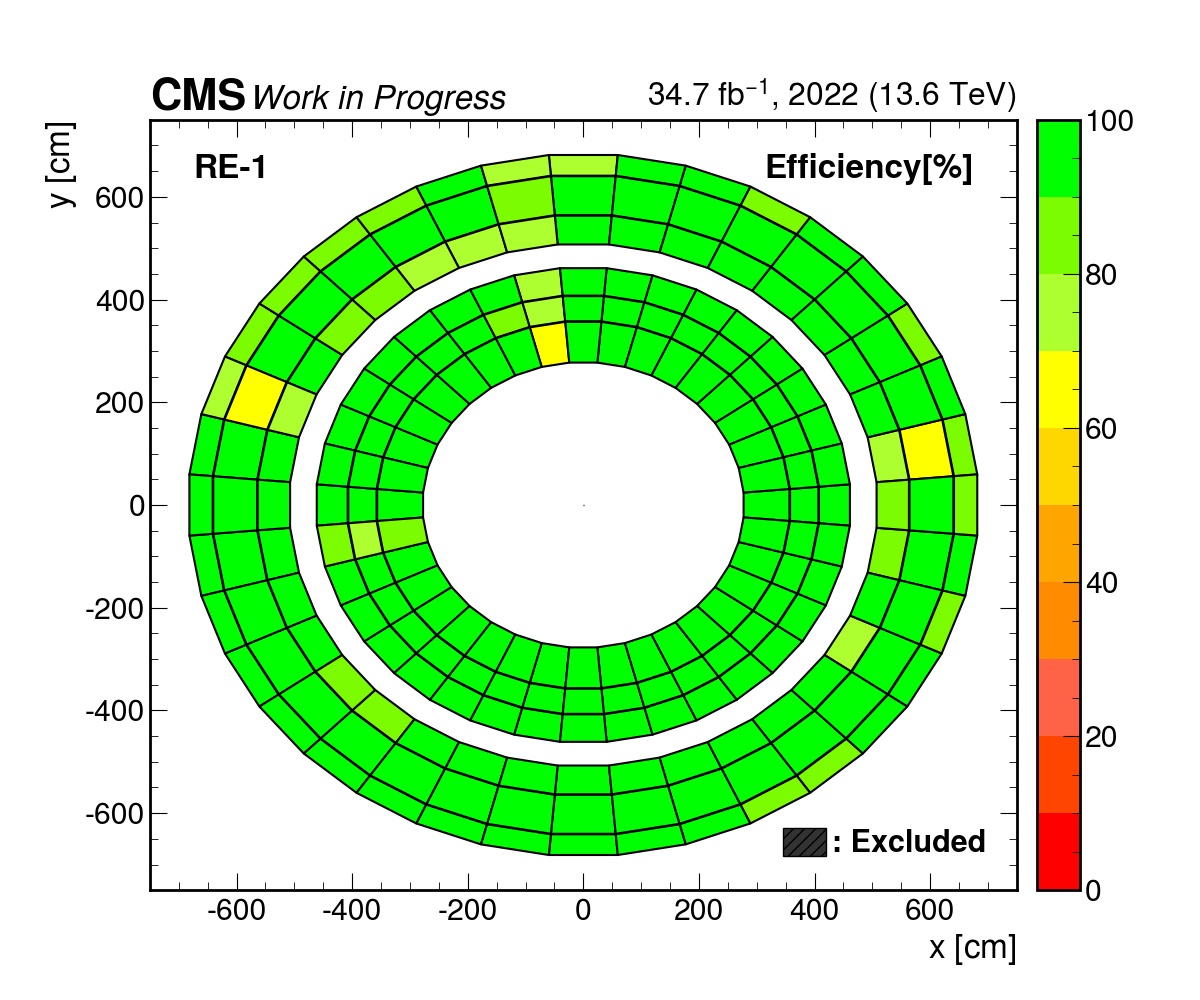 CMS Work in Progress 34.7 fb⁻¹, 2022 (13.6 TeV)
y [cm]
RE-1 Efficiency[%]
600
400
200
0
-200
-400
-600
-600 -400 -200 0 200 400 600
x [cm]
: Excluded
100
80
60
40
20
0